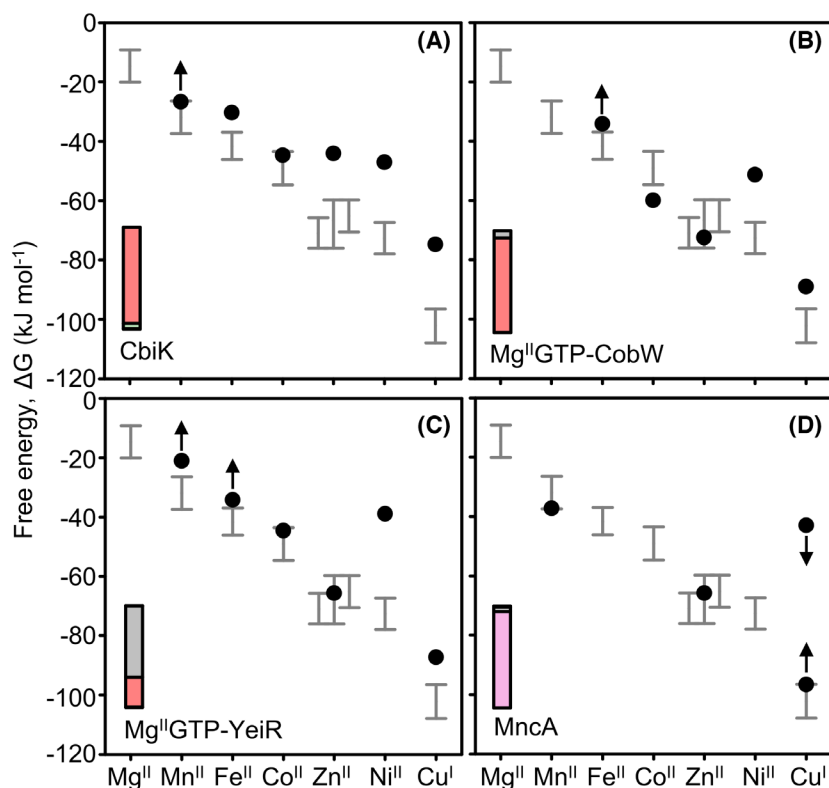 Free energy, ΔG (kJ mol⁻¹)
0
-20
-40
-60
-80
-100
-120
(A)
CbiK
(B)
MgᴵᴵGTP-CobW
0
-20
-40
-60
-80
-100
-120
(C)
MgᴵᴵGTP-YeiR
(D)
MncA
Mgᴵᴵ Mnᴵᴵ Feᴵᴵ Coᴵᴵ Znᴵᴵ Niᴵᴵ Cuᴵ
Mgᴵᴵ Mnᴵᴵ Feᴵᴵ Coᴵᴵ Znᴵᴵ Niᴵᴵ Cuᴵ